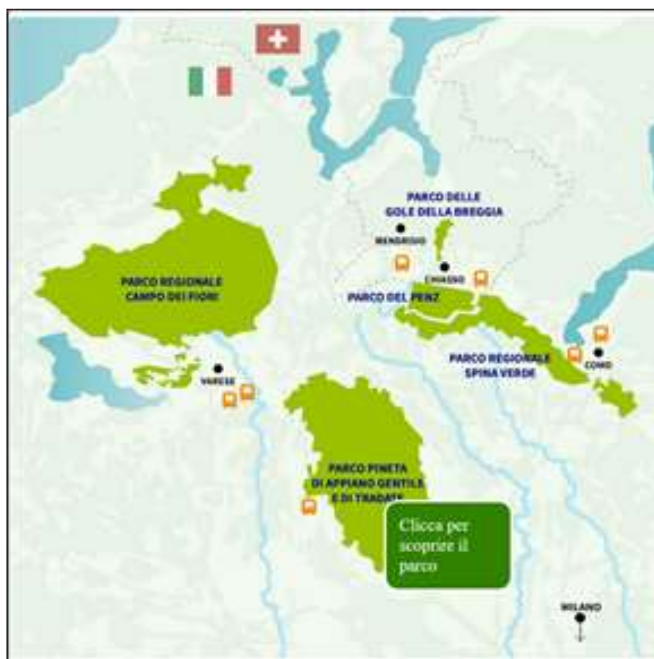 PARCO DELLE
GOLE DELLA BREGGIA
MENDRISIO
CHIASSO
PARCO REGIONALE
CAMPO DEI FIORI
PARCO DEL PENZ
PARCO REGIONALE
SPINA VERDE
COMO
VARESE
PARCO PINETA
DI APPIANO GENTILE
E DI TRADATE
Clicca per
scoprire il
parco
MILANO